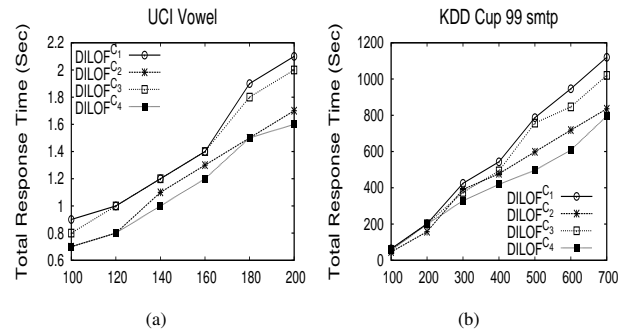 UCI Vowel
Total Response Time (Sec)
2.2
2
1.8
1.6
1.4
1.2
1
0.8
0.6
DILOF^C1
DILOF^C2
DILOF^C3
DILOF^C4
100 120 140 160 180 200
(a)
KDD Cup 99 smtp
Total Response Time (Sec)
1200
1000
800
600
400
200
0
DILOF^C1
DILOF^C2
DILOF^C3
DILOF^C4
100 200 300 400 500 600 700
(b)